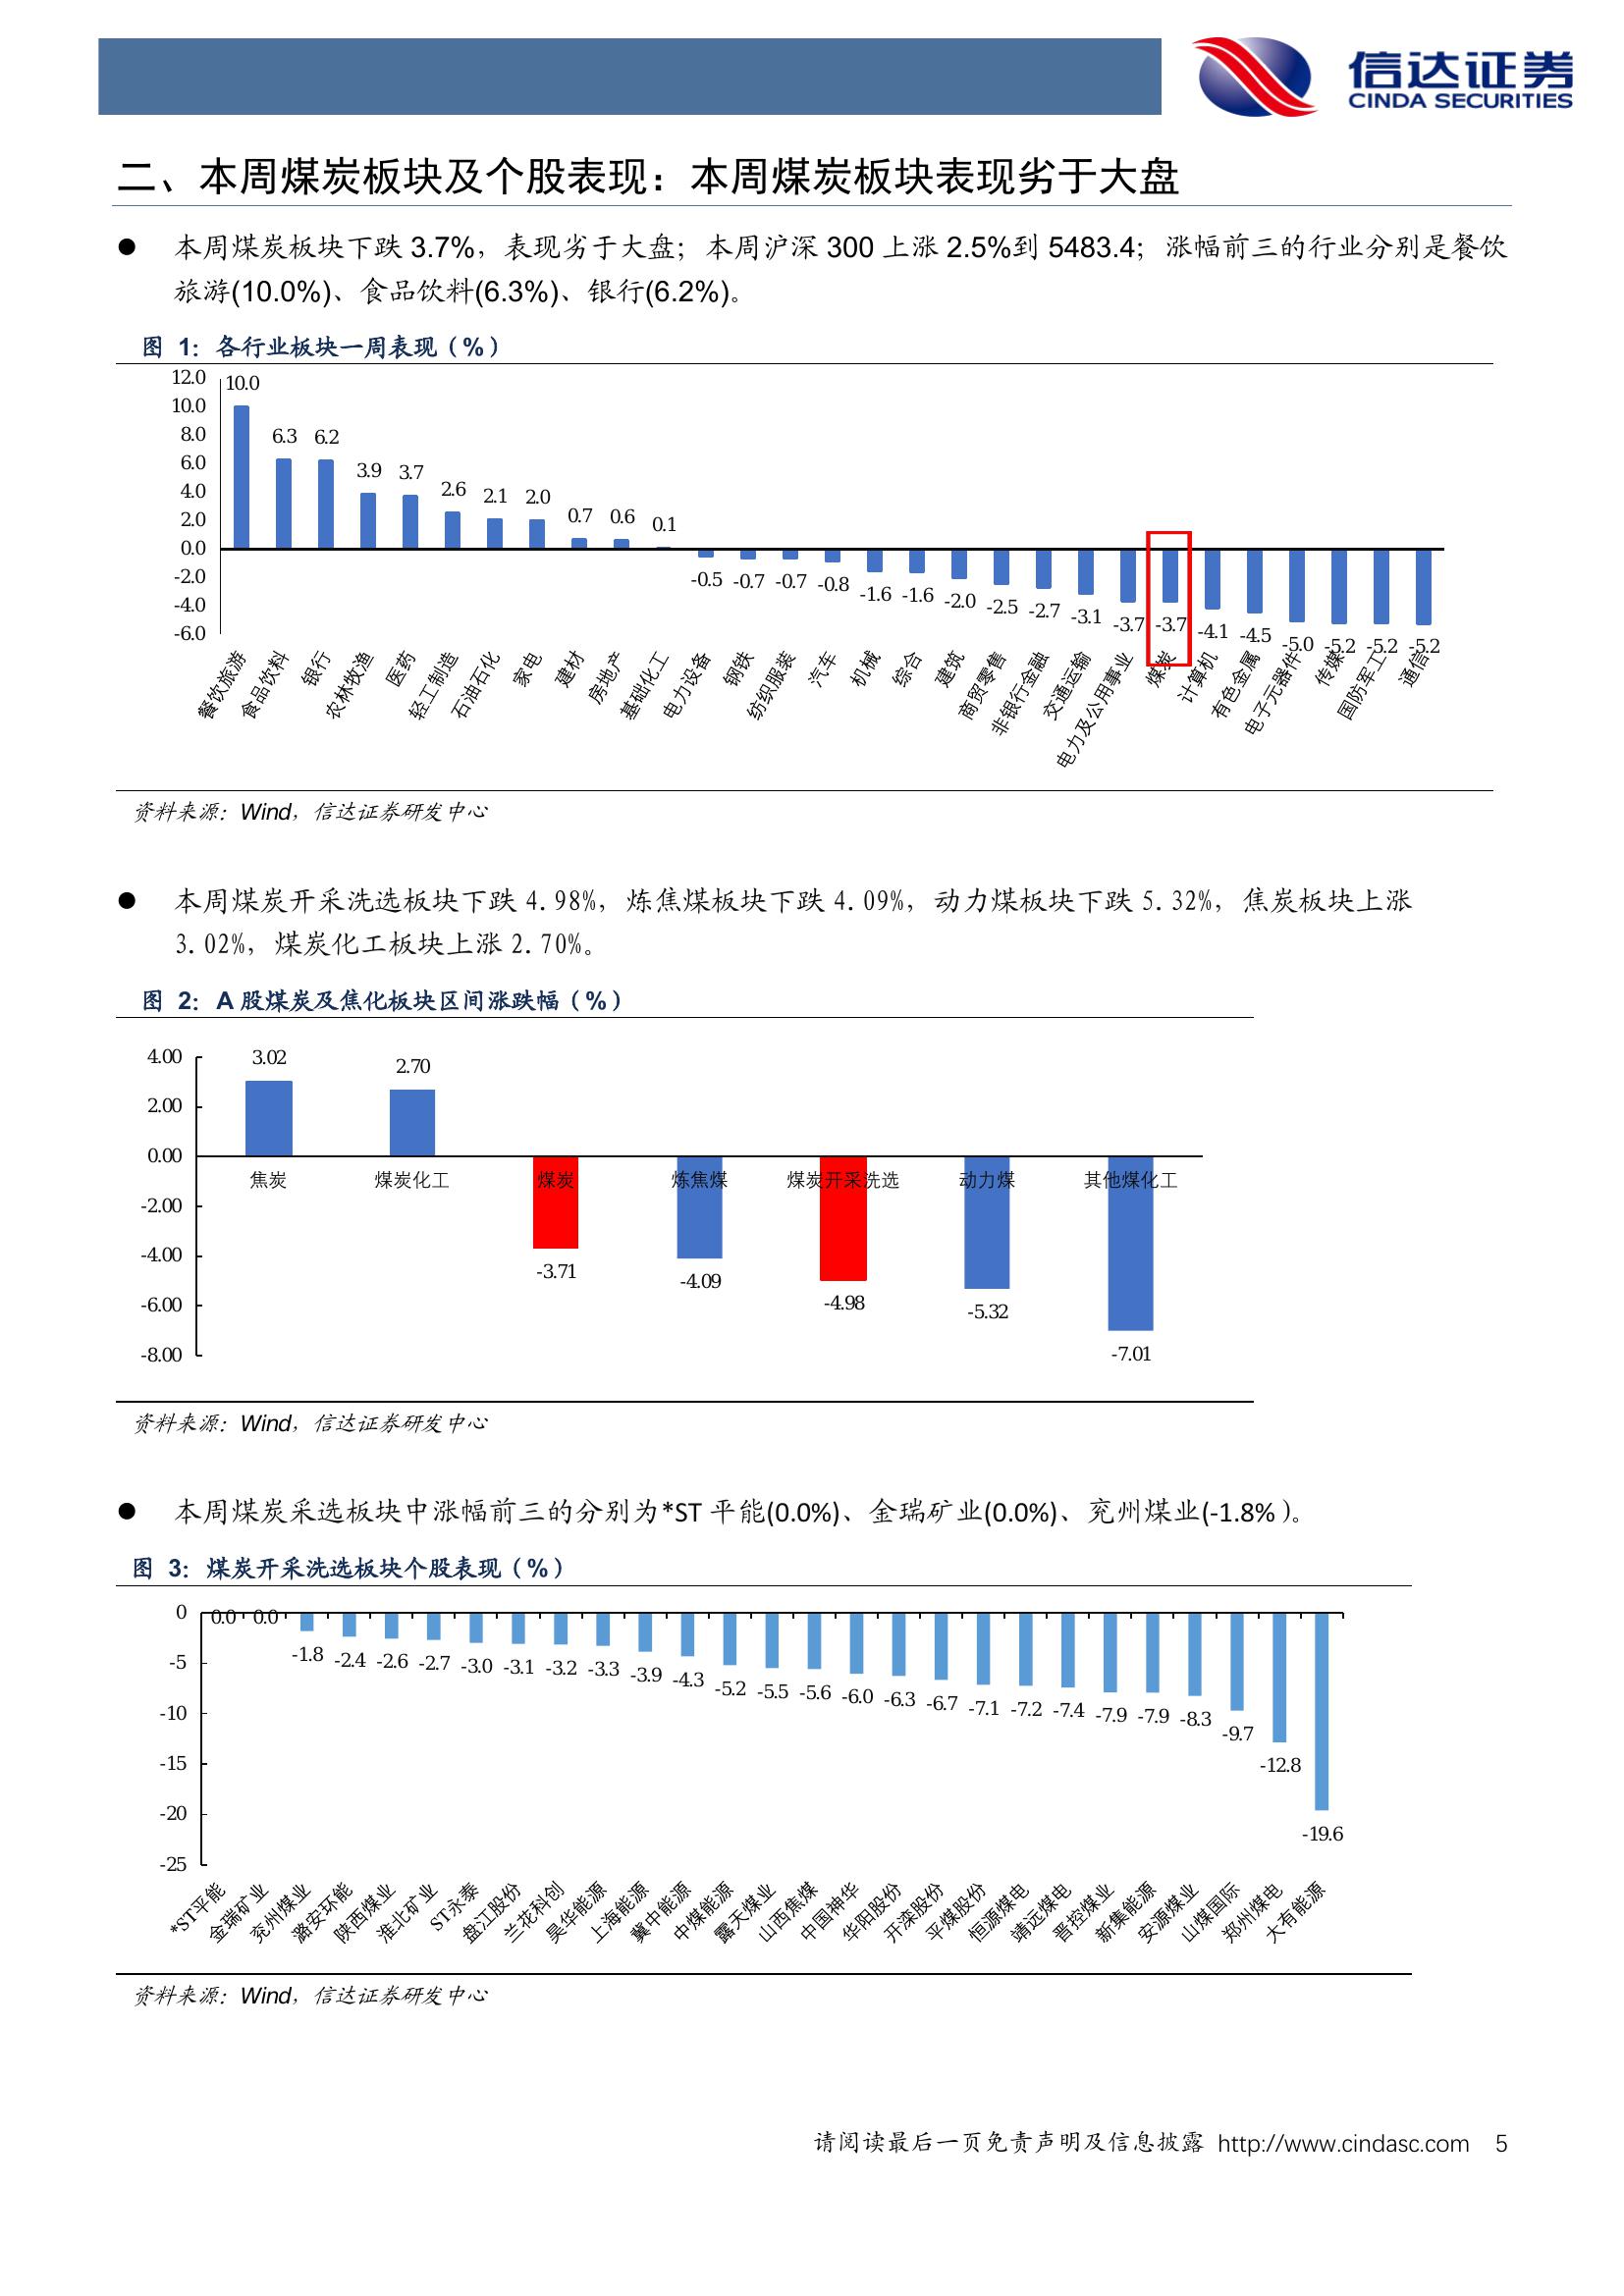 信达证券
CINDA SECURITIES
二、本周煤炭板块及个股表现：本周煤炭板块表现劣于大盘
● 本周煤炭板块下跌 3.7%，表现劣于大盘；本周沪深 300 上涨 2.5%到 5483.4；涨幅前三的行业分别是餐饮
旅游(10.0%)、食品饮料(6.3%)、银行(6.2%)。
图 1：各行业板块一周表现（%）
12.0
10.0
8.0
6.0
4.0
2.0
0.0
-2.0
-4.0
-6.0
10.0 6.3 6.2 3.9 3.7 2.6 2.1 2.0 0.7 0.6 0.1 -0.5 -0.7 -0.7 -0.8 -1.6 -1.6 -2.0 -2.5 -2.7 -3.1 -3.7 -3.7 -4.1 -4.5 -5.0 -5.2 -5.2 -5.2
餐饮旅游 食品饮料 银行 农林牧渔 医药 轻工制造 石油石化 家电 建材 房地产 基础化工 电力设备 钢铁 纺织服装 汽车 机械 综合 建筑 商贸零售 非银行金融 交通运输 电力及公用事业 煤炭 计算机 有色金属 电子元器件 传媒 国防军工 通信
资料来源：Wind，信达证券研发中心
● 本周煤炭开采洗选板块下跌 4.98%，炼焦煤板块下跌 4.09%，动力煤板块下跌 5.32%，焦炭板块上涨
3.02%，煤炭化工板块上涨 2.70%。
图 2：A 股煤炭及焦化板块区间涨跌幅（%）
4.00
2.00
0.00
-2.00
-4.00
-6.00
-8.00
3.02 2.70 -3.71 -4.09 -4.98 -5.32 -7.01
焦炭 煤炭化工 煤炭 炼焦煤 煤炭开采洗选 动力煤 其他煤化工
资料来源：Wind，信达证券研发中心
● 本周煤炭采选板块中涨幅前三的分别为*ST 平能(0.0%)、金瑞矿业(0.0%)、兖州煤业(-1.8%）。
图 3：煤炭开采洗选板块个股表现（%）
0
-5
-10
-15
-20
-25
0.0 0.0 -1.8 -2.4 -2.6 -2.7 -3.0 -3.1 -3.2 -3.3 -3.9 -4.3 -5.2 -5.5 -5.6 -6.0 -6.3 -6.7 -7.1 -7.2 -7.4 -7.9 -7.9 -8.3 -9.7 -12.8 -19.6
*ST平能 金瑞矿业 兖州煤业 潞安环能 陕西煤业 淮北矿业 ST永泰 盘江股份 兰花科创 昊华能源 上海能源 冀中能源 中煤能源 露天煤业 山西焦煤 中国神华 华阳股份 开滦股份 平煤股份 恒源煤电 靖远煤电 晋控煤业 新集能源 安源煤业 山煤国际 郑州煤电 大有能源
资料来源：Wind，信达证券研发中心
请阅读最后一页免责声明及信息披露 http://www.cindasc.com 5